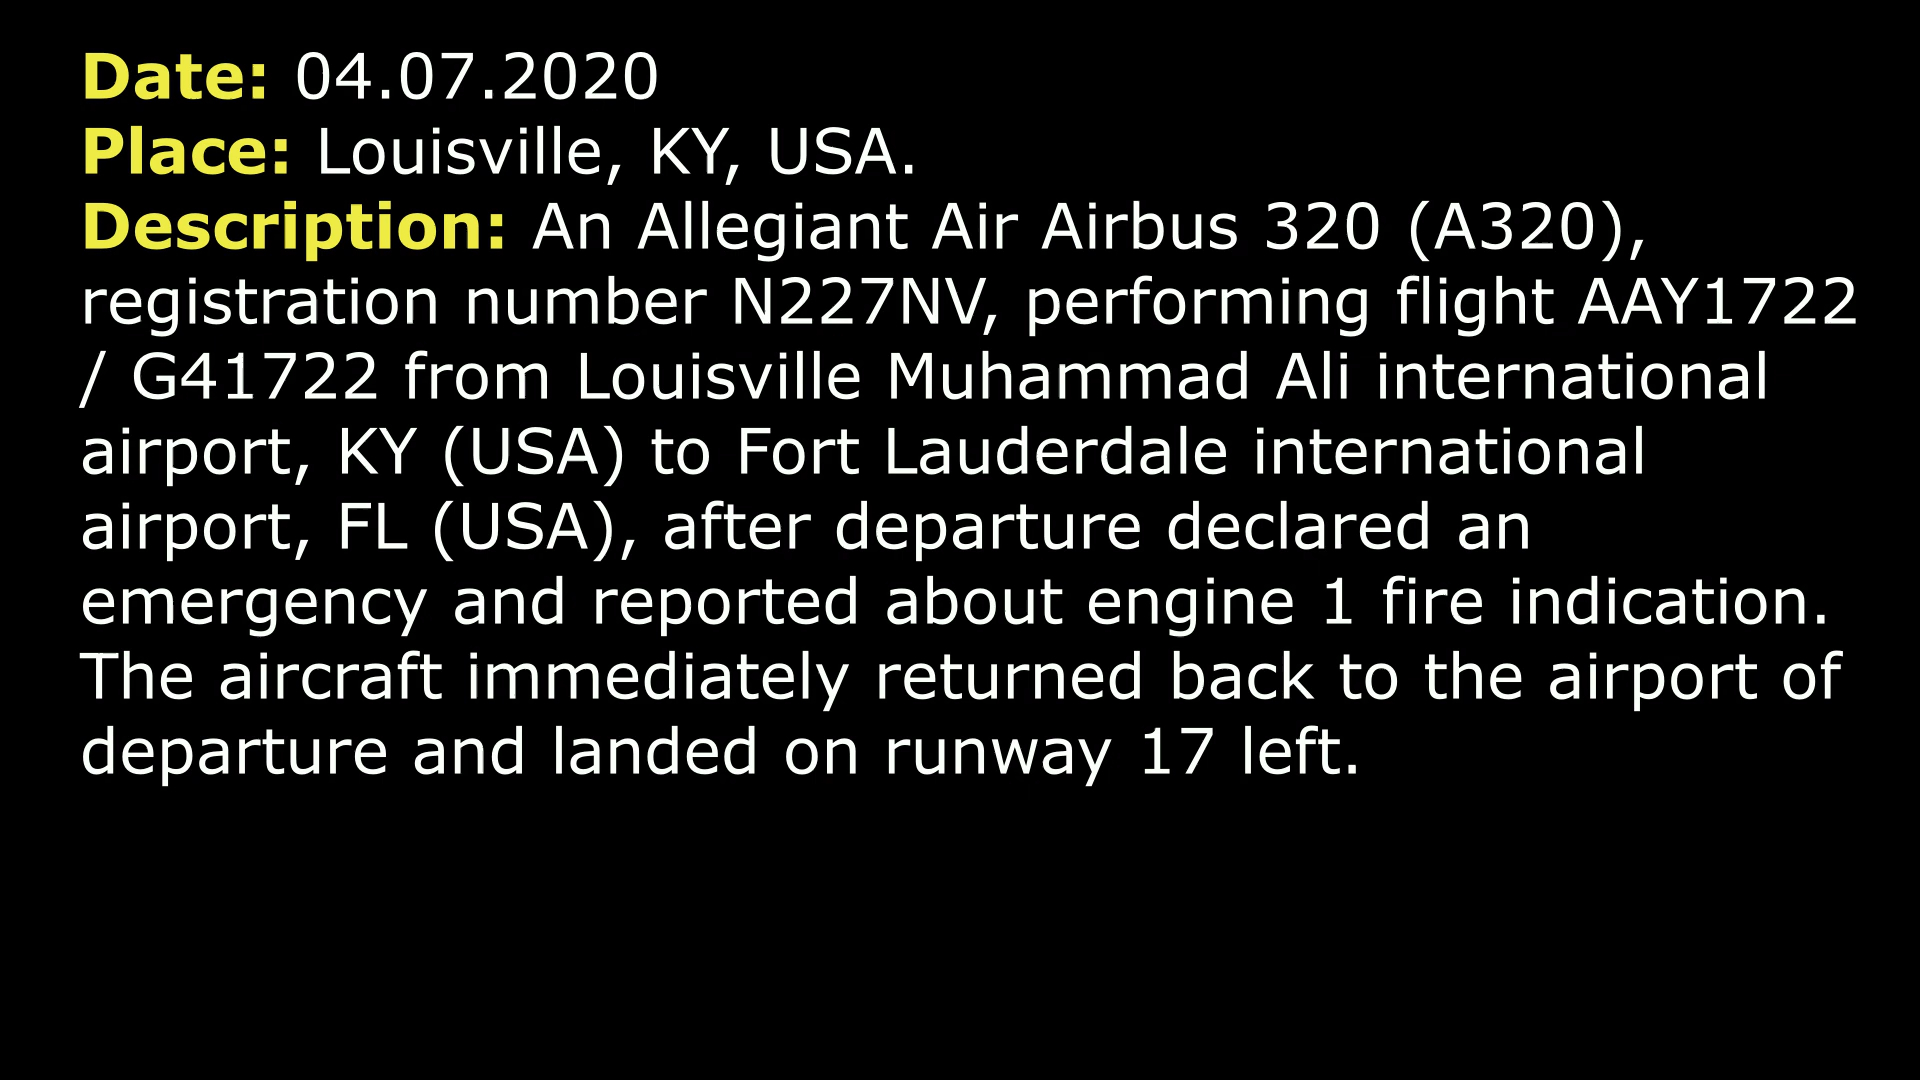 Date: 04.07.2020
Place: Louisville, KY, USA.
Description: An Allegiant Air Airbus 320 (A320),
registration number N227NV, performing flight AAY1722
/ G41722 from Louisville Muhammad Ali international
airport, KY (USA) to Fort Lauderdale international
airport, FL (USA), after departure declared an
emergency and reported about engine 1 fire indication.
The aircraft immediately returned back to the airport of
departure and landed on runway 17 left.